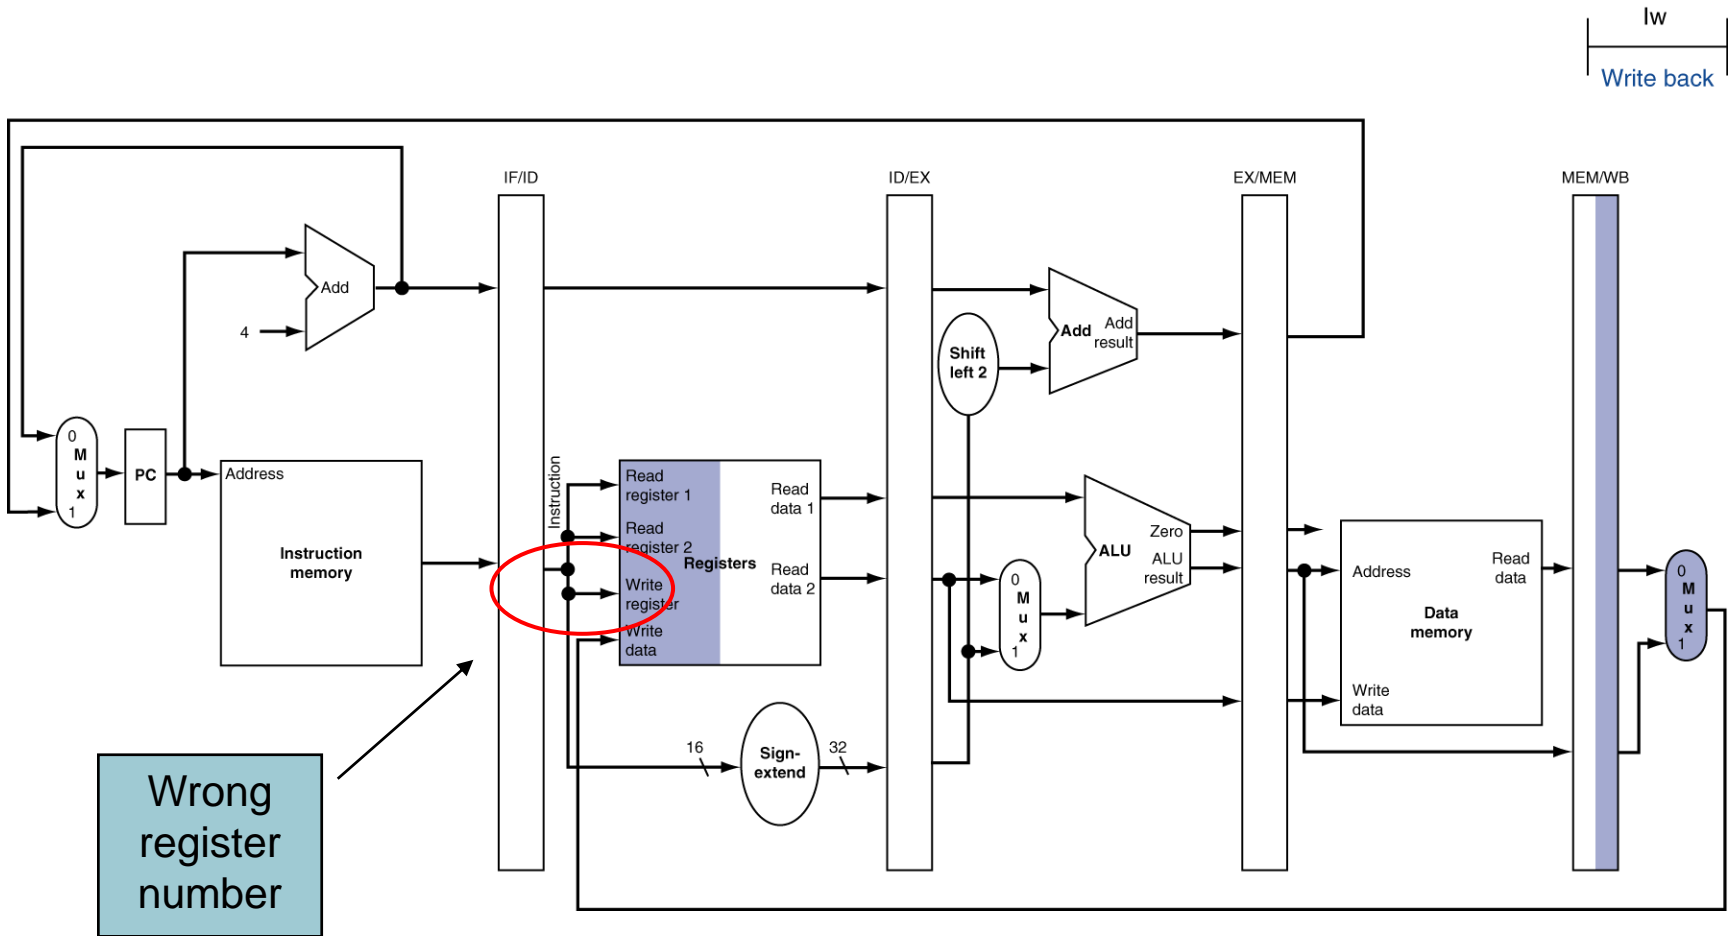 lw
Write back
IF/ID
ID/EX
EX/MEM
MEM/WB
Add
4
Add
Add
result
Shift
left 2
0
M
u
x
1
PC
Address
Instruction
memory
Instruction
Read
register 1
Read
register 2
Write
register
Write
data
Registers
Read
data 1
Read
data 2
16
Sign-
extend
32
0
M
u
x
1
Zero
ALU
ALU
result
Address
Read
data
Data
memory
Write
data
0
M
u
x
1
Wrong
register
number